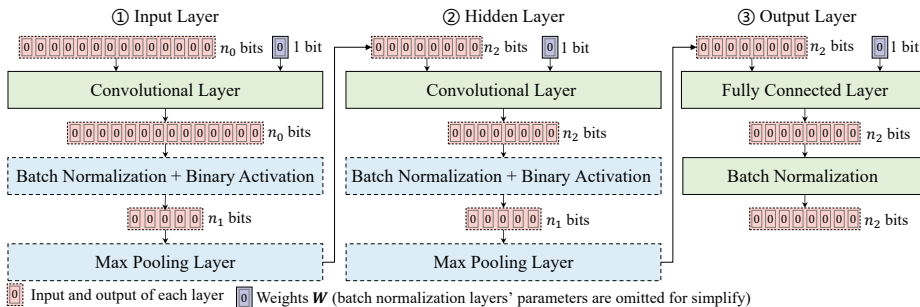 ① Input Layer
0 0 0 0 0 0 0 0 0 0 0 0 0 0 n₀ bits 0 1 bit
Convolutional Layer
0 0 0 0 0 0 0 0 0 0 0 0 0 0 n₀ bits
Batch Normalization + Binary Activation
0 0 0 0 0 n₁ bits
Max Pooling Layer
② Hidden Layer
0 0 0 0 0 0 0 0 n₂ bits 0 1 bit
Convolutional Layer
0 0 0 0 0 0 0 0 n₂ bits
Batch Normalization + Binary Activation
0 0 0 0 0 n₁ bits
Max Pooling Layer
③ Output Layer
0 0 0 0 0 0 0 0 n₂ bits 0 1 bit
Fully Connected Layer
0 0 0 0 0 0 0 0 n₂ bits
Batch Normalization
0 0 0 0 0 0 0 0 n₂ bits
0 Input and output of each layer 0 Weights W (batch normalization layers' parameters are omitted for simplify)